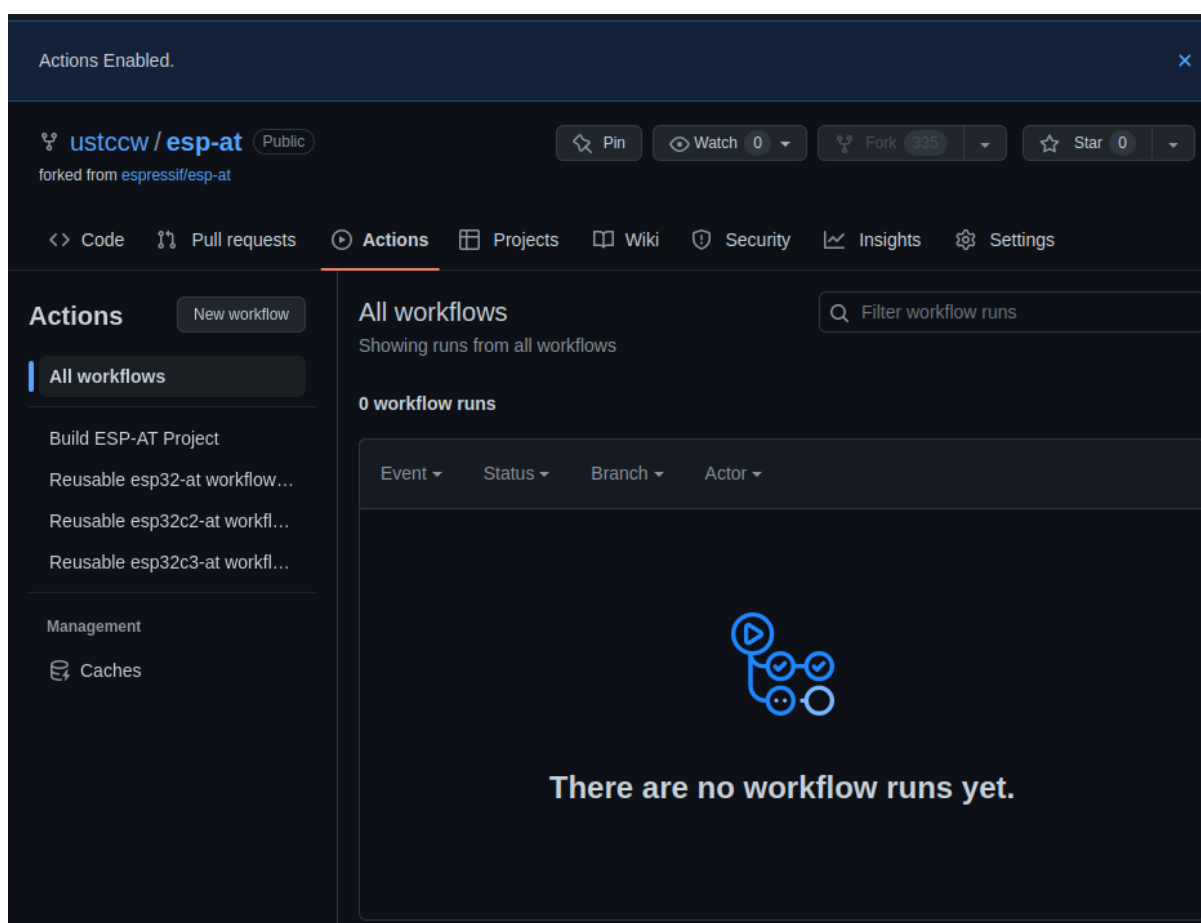 Actions Enabled.
ustccw / esp-at Public
Pin
Watch 0
Fork 335
Star 0
forked from espressif/esp-at
Code
Pull requests
Actions
Projects
Wiki
Security
Insights
Settings
Actions
New workflow
All workflows
Build ESP-AT Project
Reusable esp32-at workflow…
Reusable esp32c2-at workfl…
Reusable esp32c3-at workfl…
Management
Caches
All workflows
Showing runs from all workflows
Filter workflow runs
0 workflow runs
Event
Status
Branch
Actor
There are no workflow runs yet.